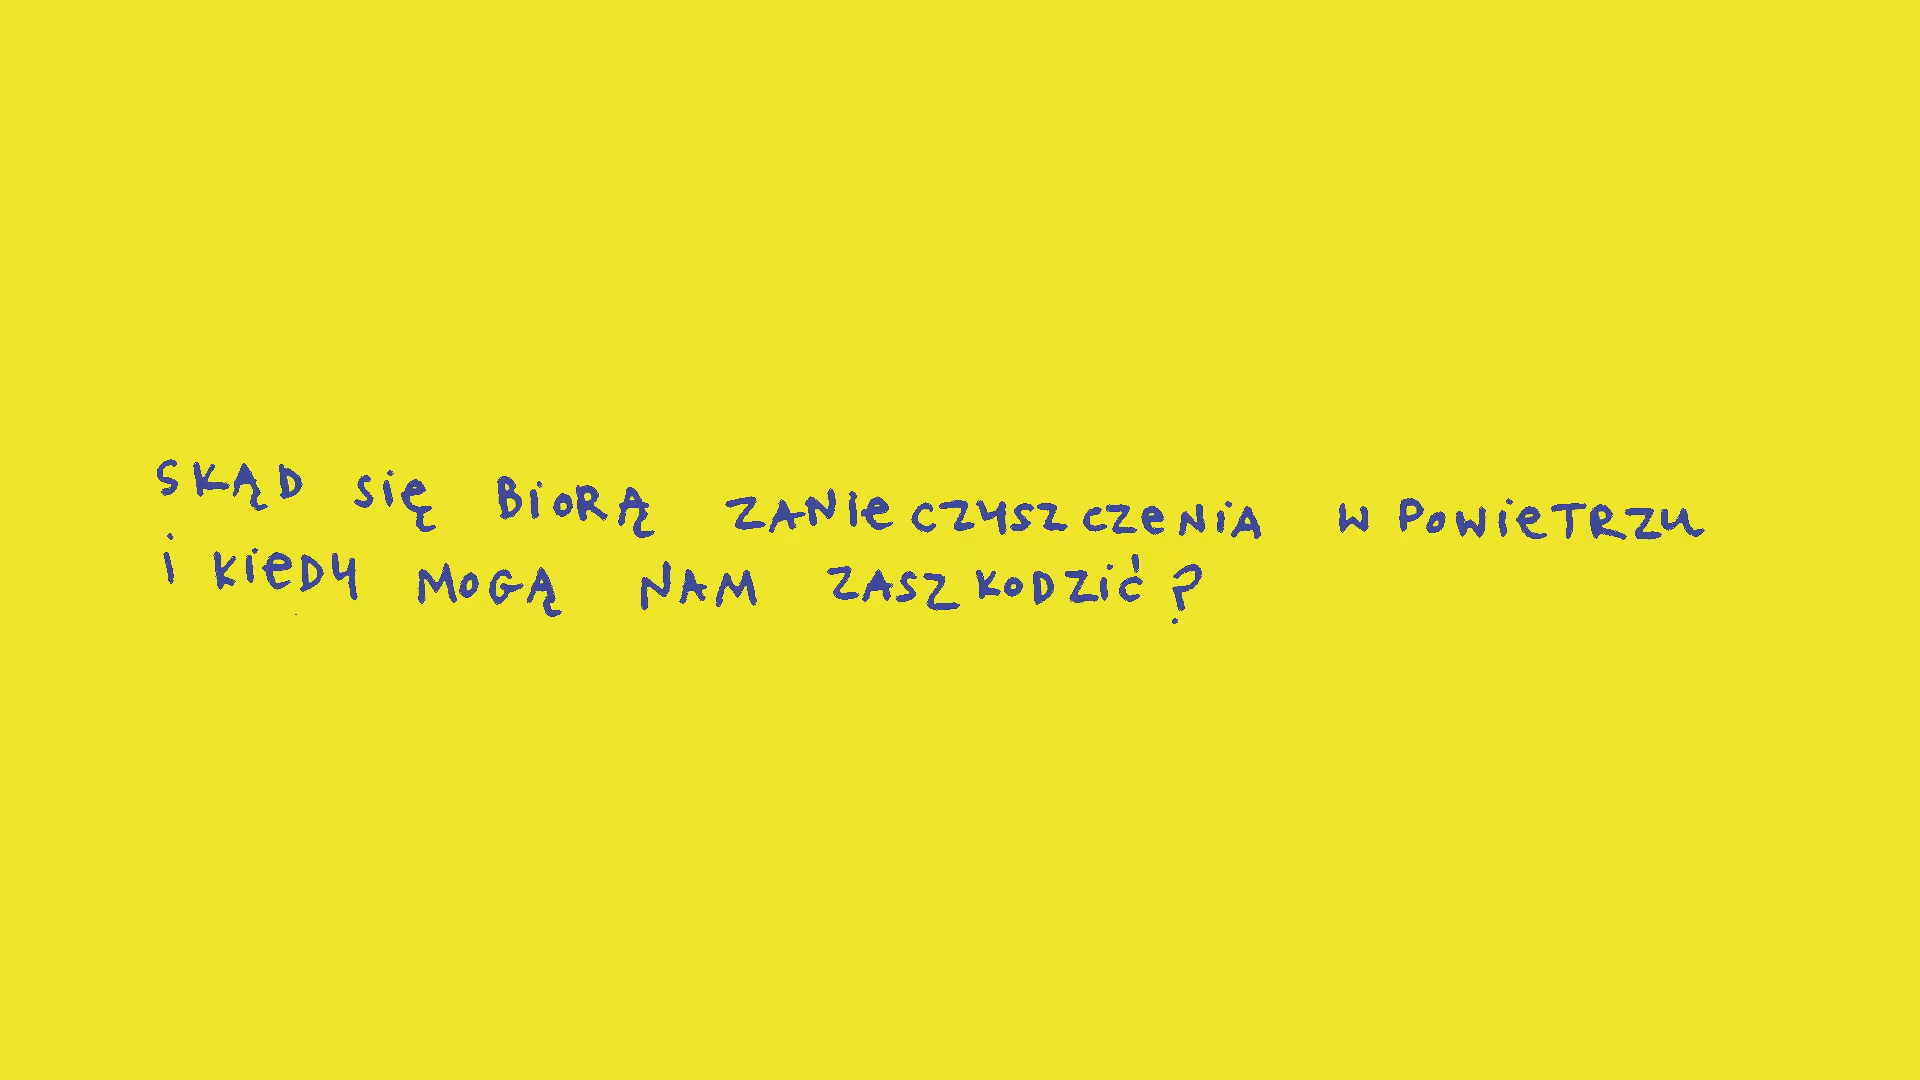 SKĄD SIĘ BIORĄ ZANIECZYSZCZENIA W POWIETRZU
I KIEDY MOGĄ NAM ZASZKODZIĆ?